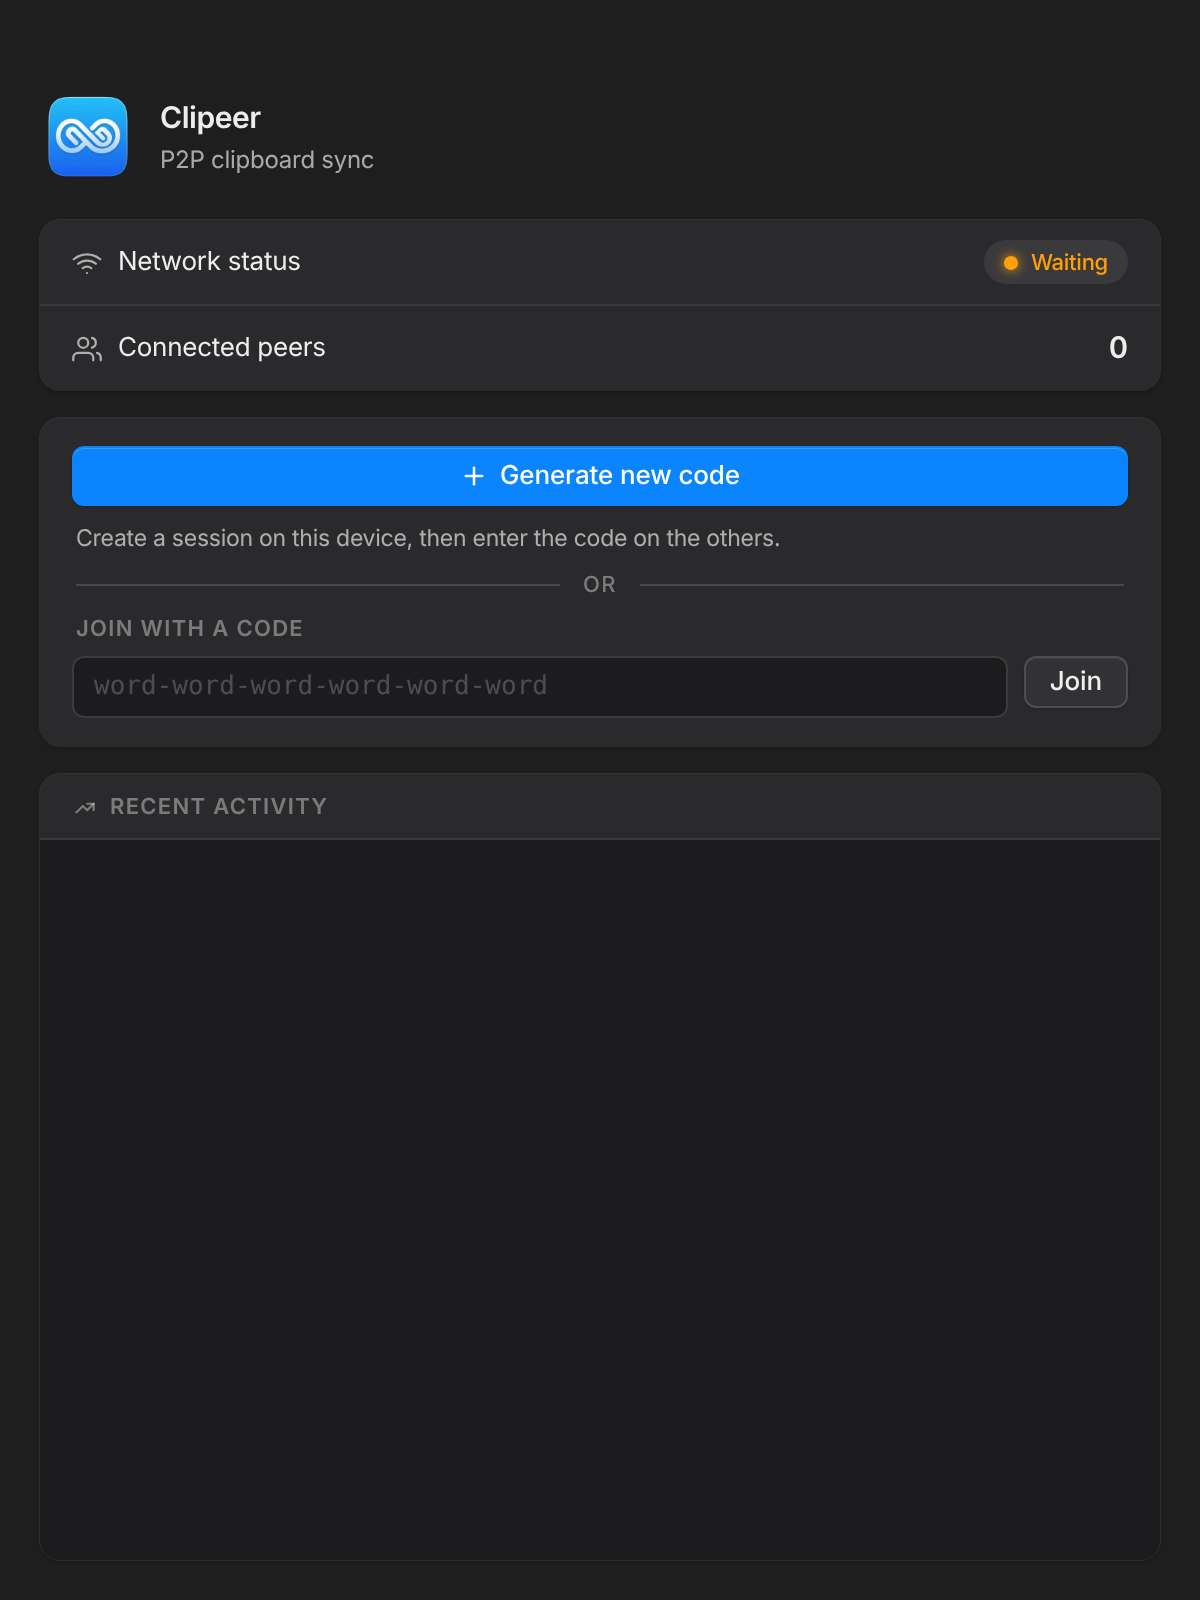 Clipeer
P2P clipboard sync
Network status
Waiting
Connected peers
0
+ Generate new code
Create a session on this device, then enter the code on the others.
OR
JOIN WITH A CODE
word-word-word-word-word-word
Join
RECENT ACTIVITY